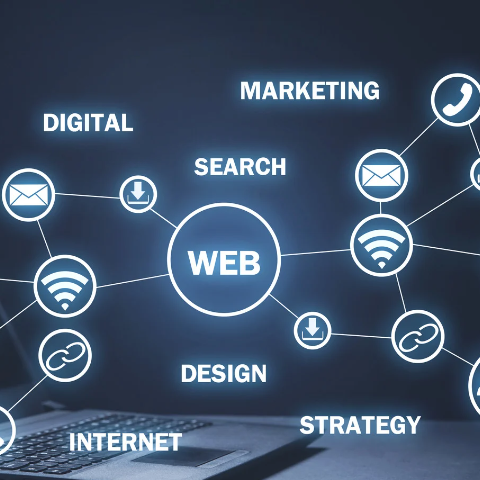 MARKETING
DIGITAL
SEARCH
WEB
DESIGN
STRATEGY
INTERNET